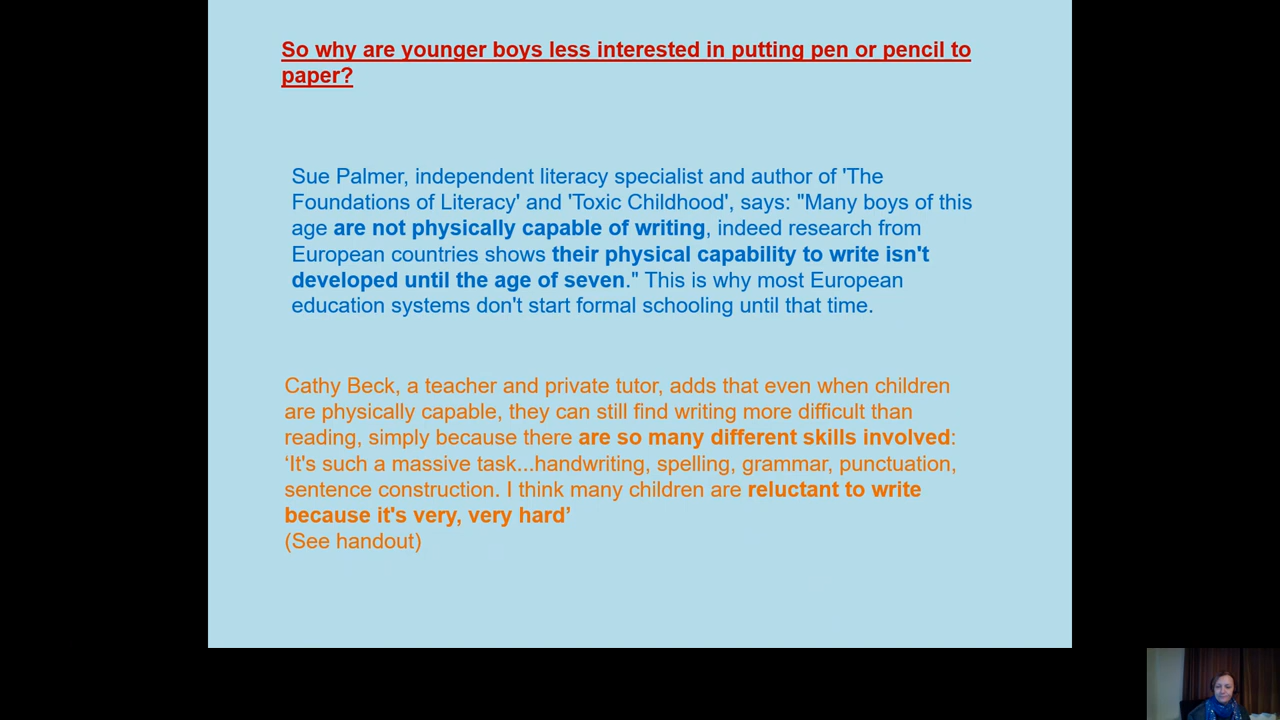 So why are younger boys less interested in putting pen or pencil to
paper?
Sue Palmer, independent literacy specialist and author of 'The
Foundations of Literacy' and 'Toxic Childhood', says: "Many boys of this
age are not physically capable of writing, indeed research from
European countries shows their physical capability to write isn't
developed until the age of seven." This is why most European
education systems don't start formal schooling until that time.
Cathy Beck, a teacher and private tutor, adds that even when children
are physically capable, they can still find writing more difficult than
reading, simply because there are so many different skills involved:
‘It's such a massive task...handwriting, spelling, grammar, punctuation,
sentence construction. I think many children are reluctant to write
because it's very, very hard’
(See handout)